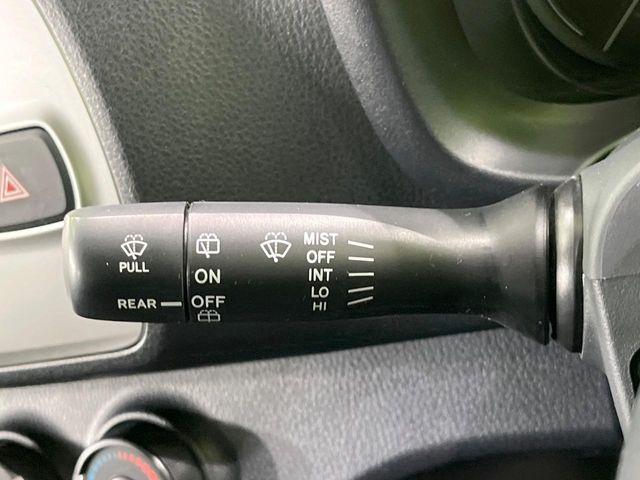 PULL
REAR
ON
OFF
MIST
OFF
INT
LO
HI